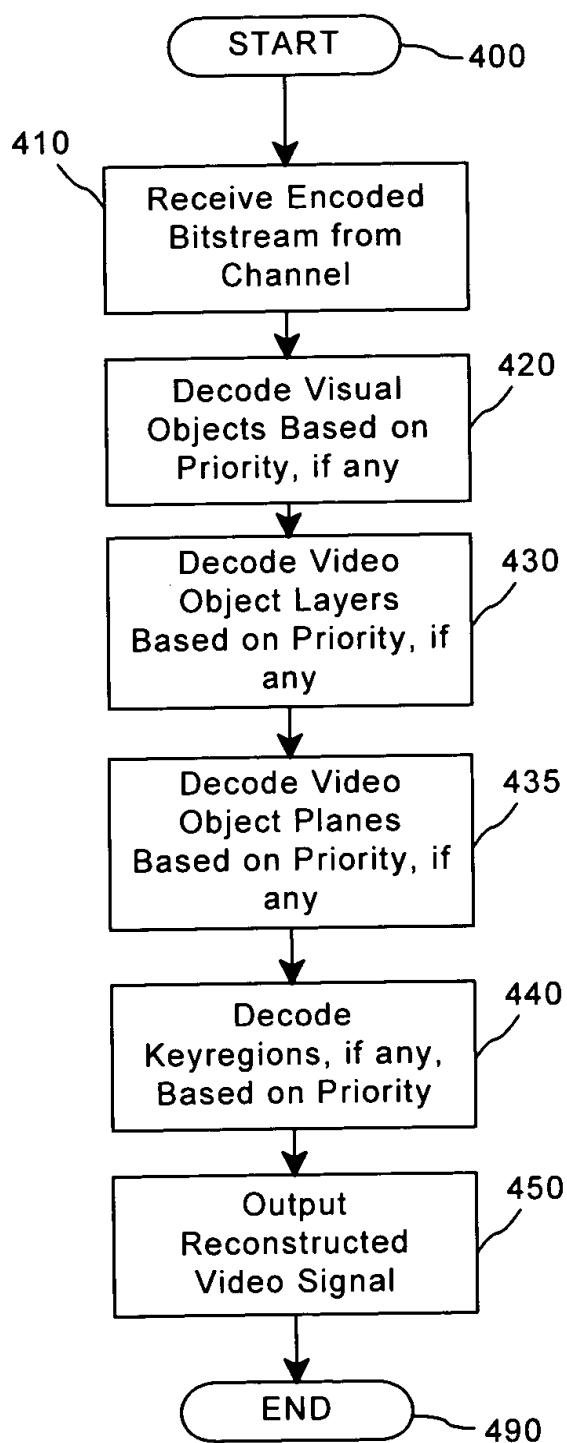 START
400
410
Receive Encoded
Bitstream from
Channel
420
Decode Visual
Objects Based on
Priority, if any
430
Decode Video
Object Layers
Based on Priority, if
any
435
Decode Video
Object Planes
Based on Priority, if
any
440
Decode
Keyregions, if any,
Based on Priority
450
Output
Reconstructed
Video Signal
END
490